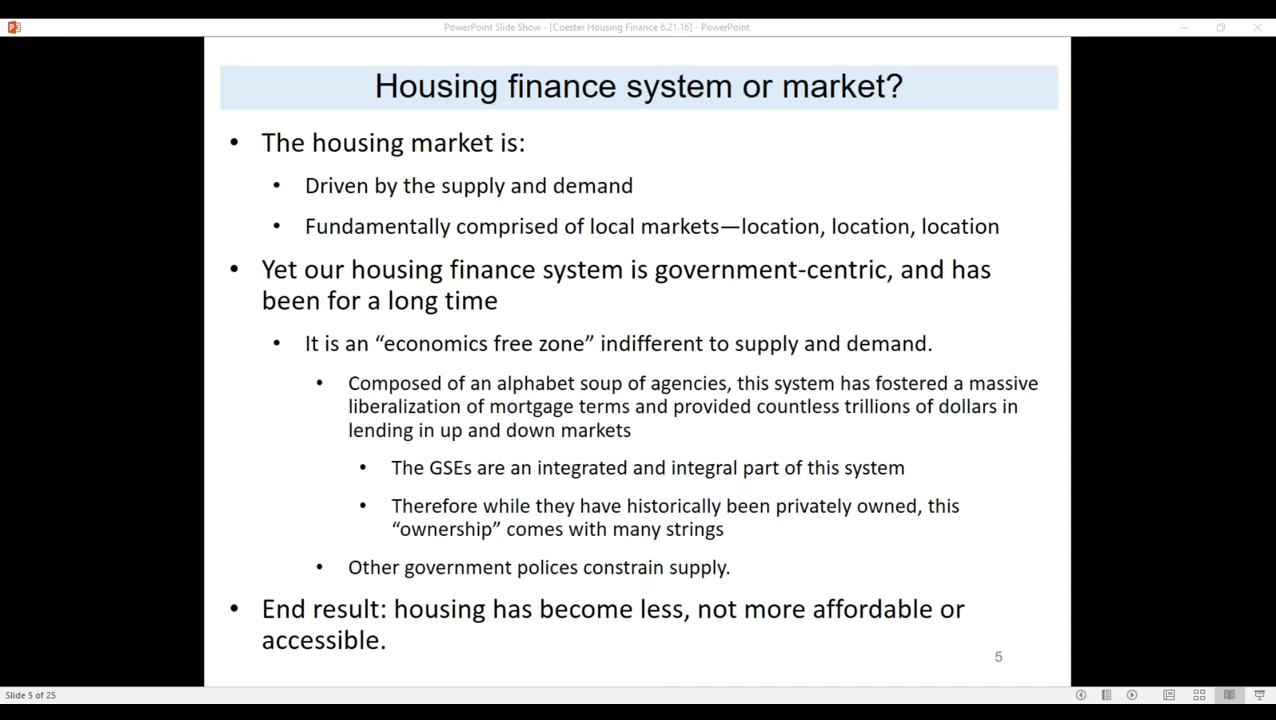 PowerPoint Slide Show - [Coester Housing Finance 6.21.16] - PowerPoint
Housing finance system or market?
• The housing market is:
• Driven by the supply and demand
• Fundamentally comprised of local markets—location, location, location
• Yet our housing finance system is government-centric, and has
been for a long time
• It is an “economics free zone” indifferent to supply and demand.
• Composed of an alphabet soup of agencies, this system has fostered a massive
liberalization of mortgage terms and provided countless trillions of dollars in
lending in up and down markets
• The GSEs are an integrated and integral part of this system
• Therefore while they have historically been privately owned, this
“ownership” comes with many strings
• Other government polices constrain supply.
• End result: housing has become less, not more affordable or
accessible.
5
Slide 5 of 25